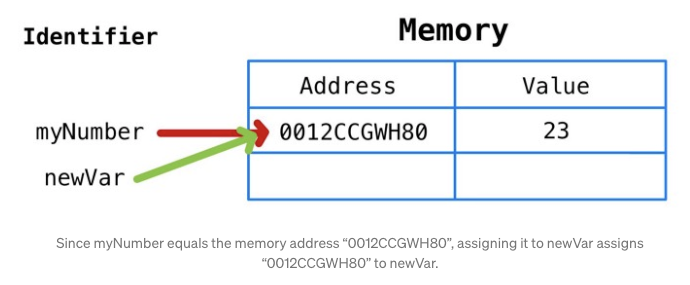 Identifier
Memory
Address Value
myNumber 0012CCGWH80 23
newVar
Since myNumber equals the memory address “0012CCGWH80”, assigning it to newVar assigns
“0012CCGWH80” to newVar.